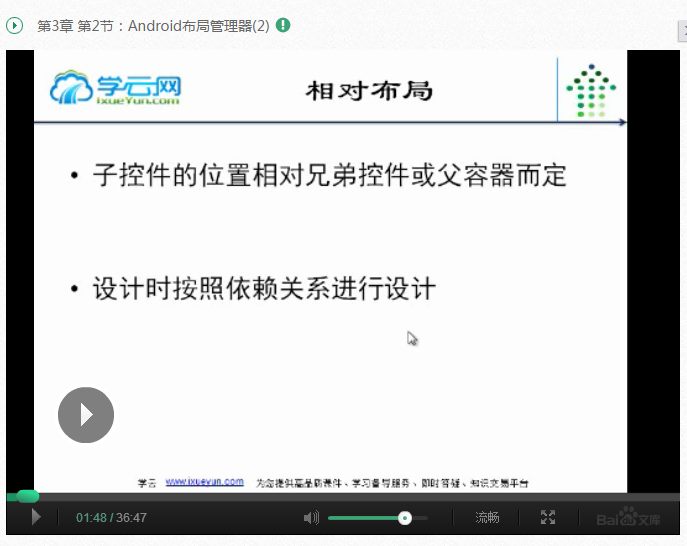 第3章 第2节：Android布局管理器(2)
学云网
ixueYun.com
相对布局
• 子控件的位置相对兄弟控件或父容器而定
• 设计时按照依赖关系进行设计
学云 www.ixueyun.com 为您提供高品质课件、学习督导服务、即时答疑、知识交易平台
01:48 / 36:47
流畅
Bai文库